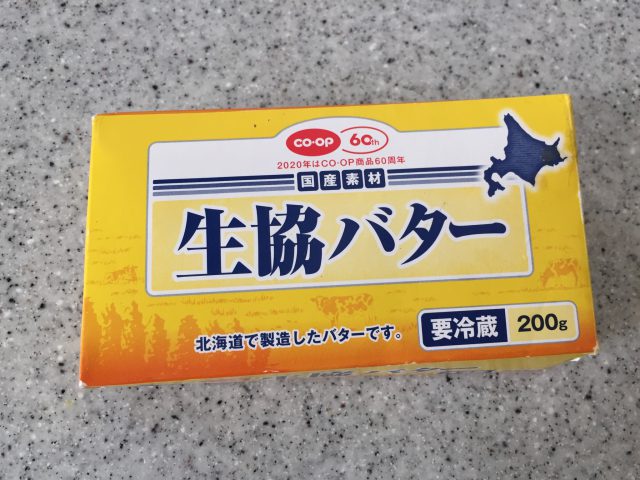 CO·OP 60th
2020年はCO·OP商品60周年
国産素材
生協バター
北海道で製造したバターです。
要冷蔵 200g